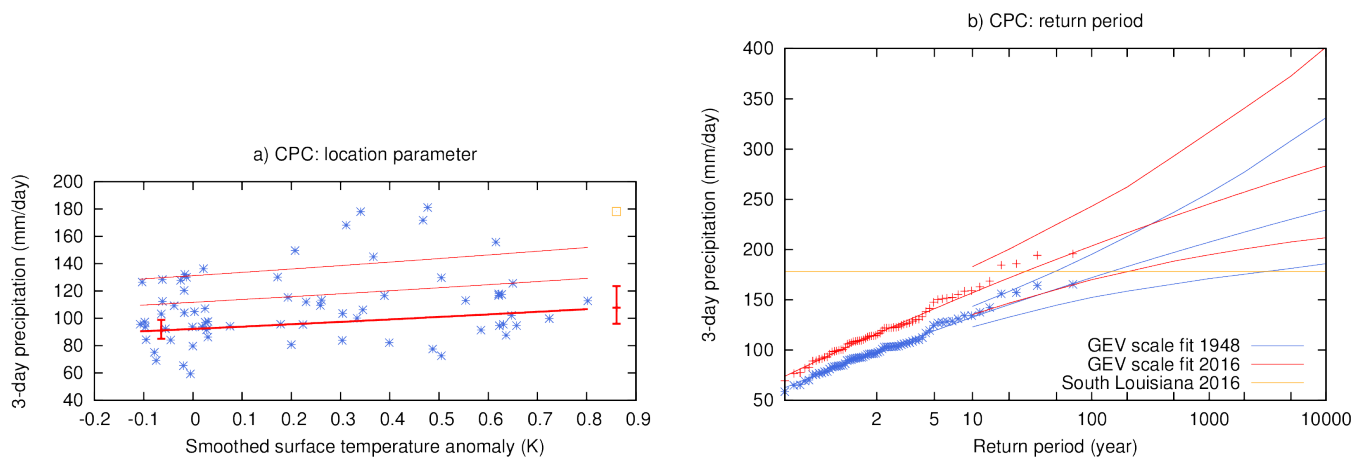 b) CPC: return period
400
350
300
250
200
150
100
50
3-day precipitation (mm/day)
2 5 10 100 1000 10000
Return period (year)
GEV scale fit 1948
GEV scale fit 2016
South Louisiana 2016
a) CPC: location parameter
200
180
160
140
120
100
80
60
40
3-day precipitation (mm/day)
-0.2 -0.1 0 0.1 0.2 0.3 0.4 0.5 0.6 0.7 0.8 0.9
Smoothed surface temperature anomaly (K)